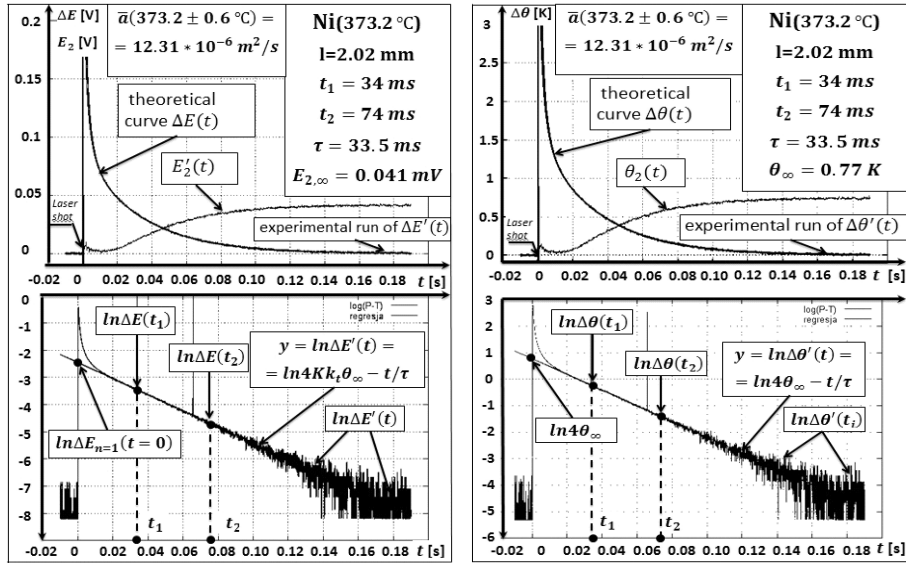 ΔE [V]
E₂ [V]
a̅(373.2 ± 0.6 ℃) =
= 12.31 * 10⁻⁶ m²/s
Ni(373.2 ℃)
l=2.02 mm
t₁ = 34 ms
t₂ = 74 ms
τ = 33.5 ms
E₂,∞ = 0.041 mV
theoretical
curve ΔE(t)
E₂′(t)
Laser
shot
experimental run of ΔE′(t)
0.2
0.15
0.1
0.05
0
-0.02 0 0.02 0.04 0.06 0.08 0.10 0.12 0.14 0.16 0.18
t [s]
Δθ [K]
a̅(373.2 ± 0.6 ℃) =
= 12.31 * 10⁻⁶ m²/s
Ni(373.2 ℃)
l=2.02 mm
t₁ = 34 ms
t₂ = 74 ms
τ = 33.5 ms
θ∞ = 0.77 K
theoretical
curve Δθ(t)
θ₂(t)
Laser
shot
experimental run of Δθ′(t)
3
2.5
2
1.5
1
0.5
0
-0.02 0 0.02 0.04 0.06 0.08 0.10 0.12 0.14 0.16 0.18
t [s]
0
-2
-3
-4
-5
-6
-7
-8
-9
log(P-T)
regresja
lnΔE(t₁)
lnΔE(t₂)
y = lnΔE′(t) =
= ln4Kkₜθ∞ − t/τ
lnΔE′(t)
lnΔEₙ₌₁(t = 0)
t₁
t₂
-0.02 0 0.02 0.04 0.06 0.08 0.10 0.12 0.14 0.16 0.18
t [s]
3
2
1
0
-1
-2
-3
-4
-5
-6
log(P-T)
regresja
lnΔθ(t₁)
lnΔθ(t₂)
y = lnΔθ′(t) =
= ln4θ∞ − t/τ
lnΔθ′(tᵢ)
ln4θ∞
t₁
t₂
-0.02 0 0.02 0.04 0.06 0.08 0.10 0.12 0.14 0.16 0.18
t [s]